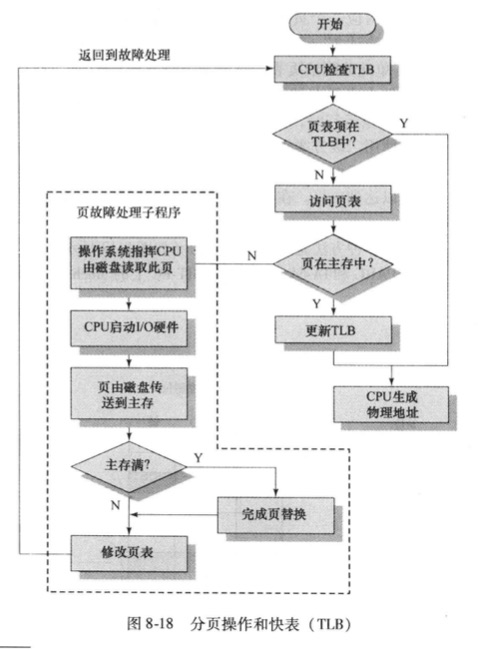 开始
返回到故障处理
CPU检查TLB
页表项在
TLB中?
Y
N
访问页表
页故障处理子程序
操作系统指挥CPU
由磁盘读取此页
N
页在主存中?
Y
CPU启动I/O硬件
更新TLB
页由磁盘传
送到主存
CPU生成
物理地址
主存满?
Y
N
完成页替换
修改页表
图 8-18 分页操作和快表（TLB）